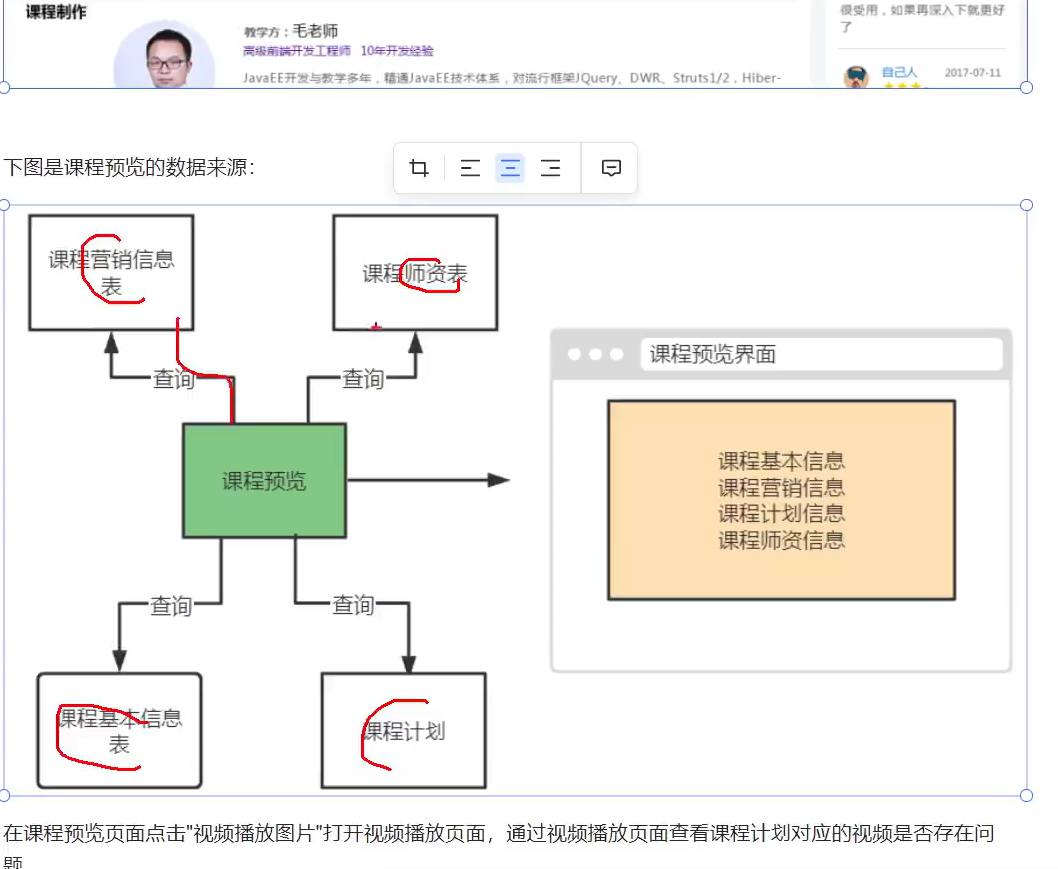 课程制作
教学方：毛老师
高级前端开发工程师 10年开发经验
JavaEE开发与教学多年，精通JavaEE技术体系，对流行框架JQuery、DWR、Struts1/2，Hiber-
很受用，如果再深入下就更好
了
自己人 2017-07-11
下图是课程预览的数据来源：
课程营销信息
表
课程师资表
查询
查询
课程预览
查询
查询
课程基本信息
表
课程计划
课程预览界面
课程基本信息
课程营销信息
课程计划信息
课程师资信息
在课程预览页面点击"视频播放图片"打开视频播放页面，通过视频播放页面查看课程计划对应的视频是否存在问
题